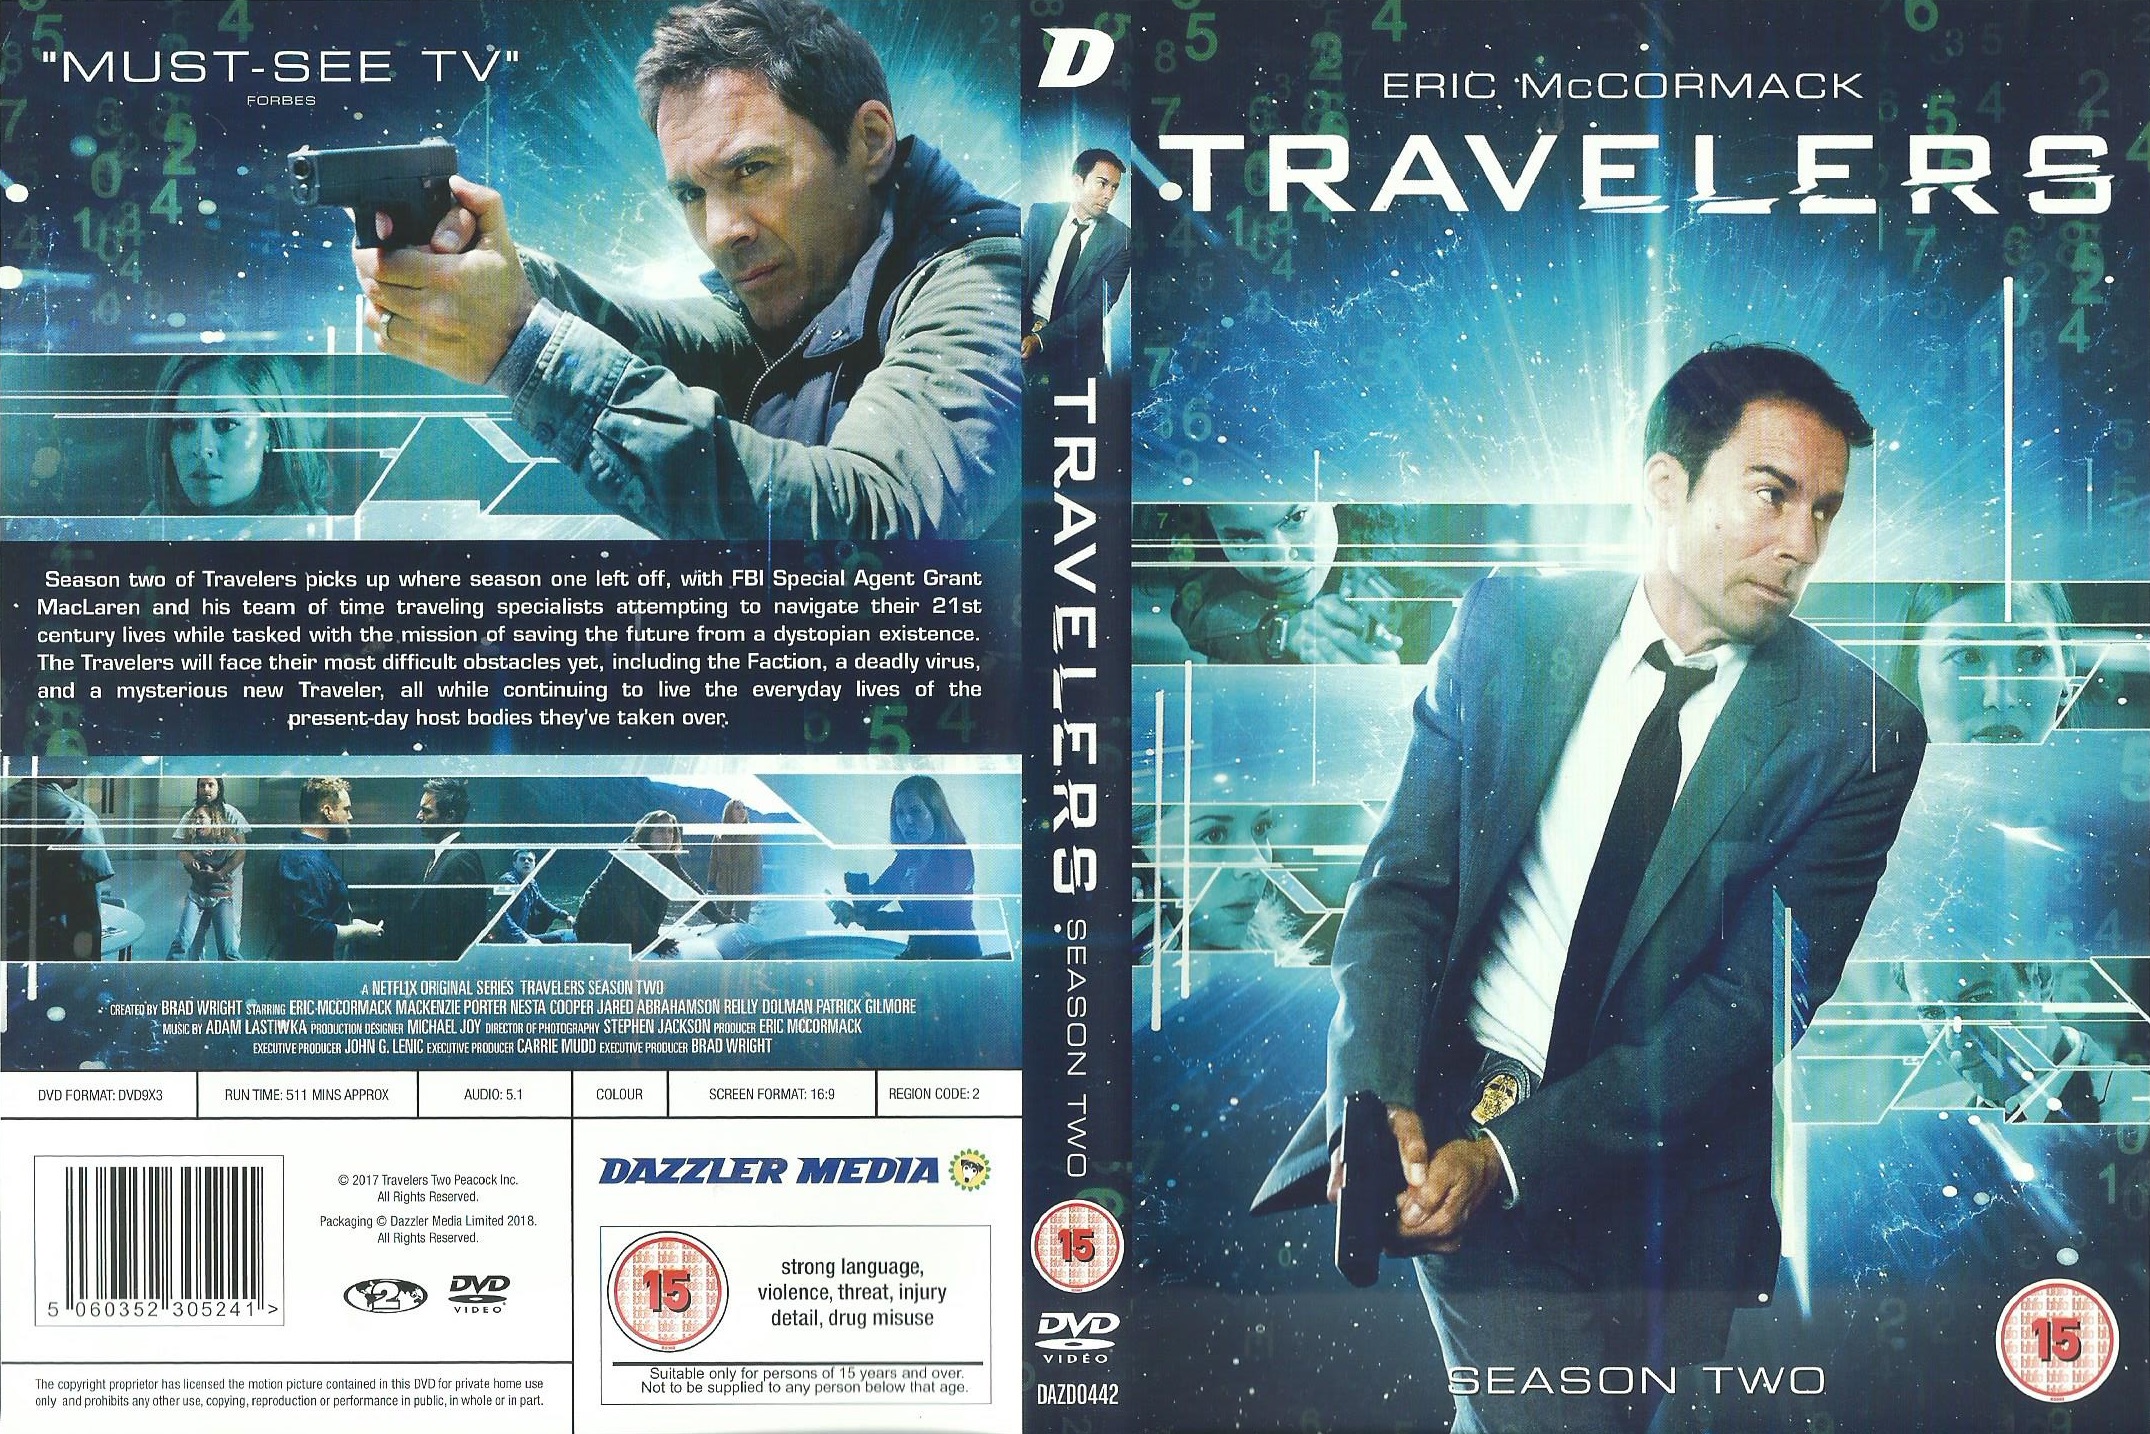 "MUST-SEE TV"
FORBES
Season two of Travelers picks up where season one left off, with FBI Special Agent Grant
MacLaren and his team of time traveling specialists attempting to navigate their 21st
century lives while tasked with the mission of saving the future from a dystopian existence.
The Travelers will face their most difficult obstacles yet, including the Faction, a deadly virus,
and a mysterious new Traveler, all while continuing to live the everyday lives of the
present-day host bodies they've taken over.
A NETFLIX ORIGINAL SERIES TRAVELERS SEASON TWO
CREATED BY BRAD WRIGHT STARRING ERIC MCCORMACK MACKENZIE PORTER NESTA COOPER JARED ABRAHAMSON REILLY DOLMAN PATRICK GILMORE
MUSIC BY ADAM LASTIWKA PRODUCTION DESIGNER MICHAEL JOY DIRECTOR OF PHOTOGRAPHY STEPHEN JACKSON PRODUCER ERIC MCCORMACK
EXECUTIVE PRODUCER JOHN G. LENIC EXECUTIVE PRODUCER CARRIE MUDD EXECUTIVE PRODUCER BRAD WRIGHT
DVD FORMAT: DVD9X3
RUN TIME: 511 MINS APPROX
AUDIO: 5.1
COLOUR
SCREEN FORMAT: 16:9
REGION CODE: 2
5 060352 305241 >
© 2017 Travelers Two Peacock Inc.
All Rights Reserved.
Packaging © Dazzler Media Limited 2018.
All Rights Reserved.
2
DVD
VIDEO
The copyright proprietor has licensed the motion picture contained in this DVD for private home use
only and prohibits any other use, copying, reproduction or performance in public, in whole or in part.
DAZZLER MEDIA
15
strong language,
violence, threat, injury
detail, drug misuse
Suitable only for persons of 15 years and over.
Not to be supplied to any person below that age.
D
TRAVELERS
SEASON TWO
15
DVD
VIDEO
DAZD0442
ERIC McCORMACK
TRAVELERS
SEASON TWO
15